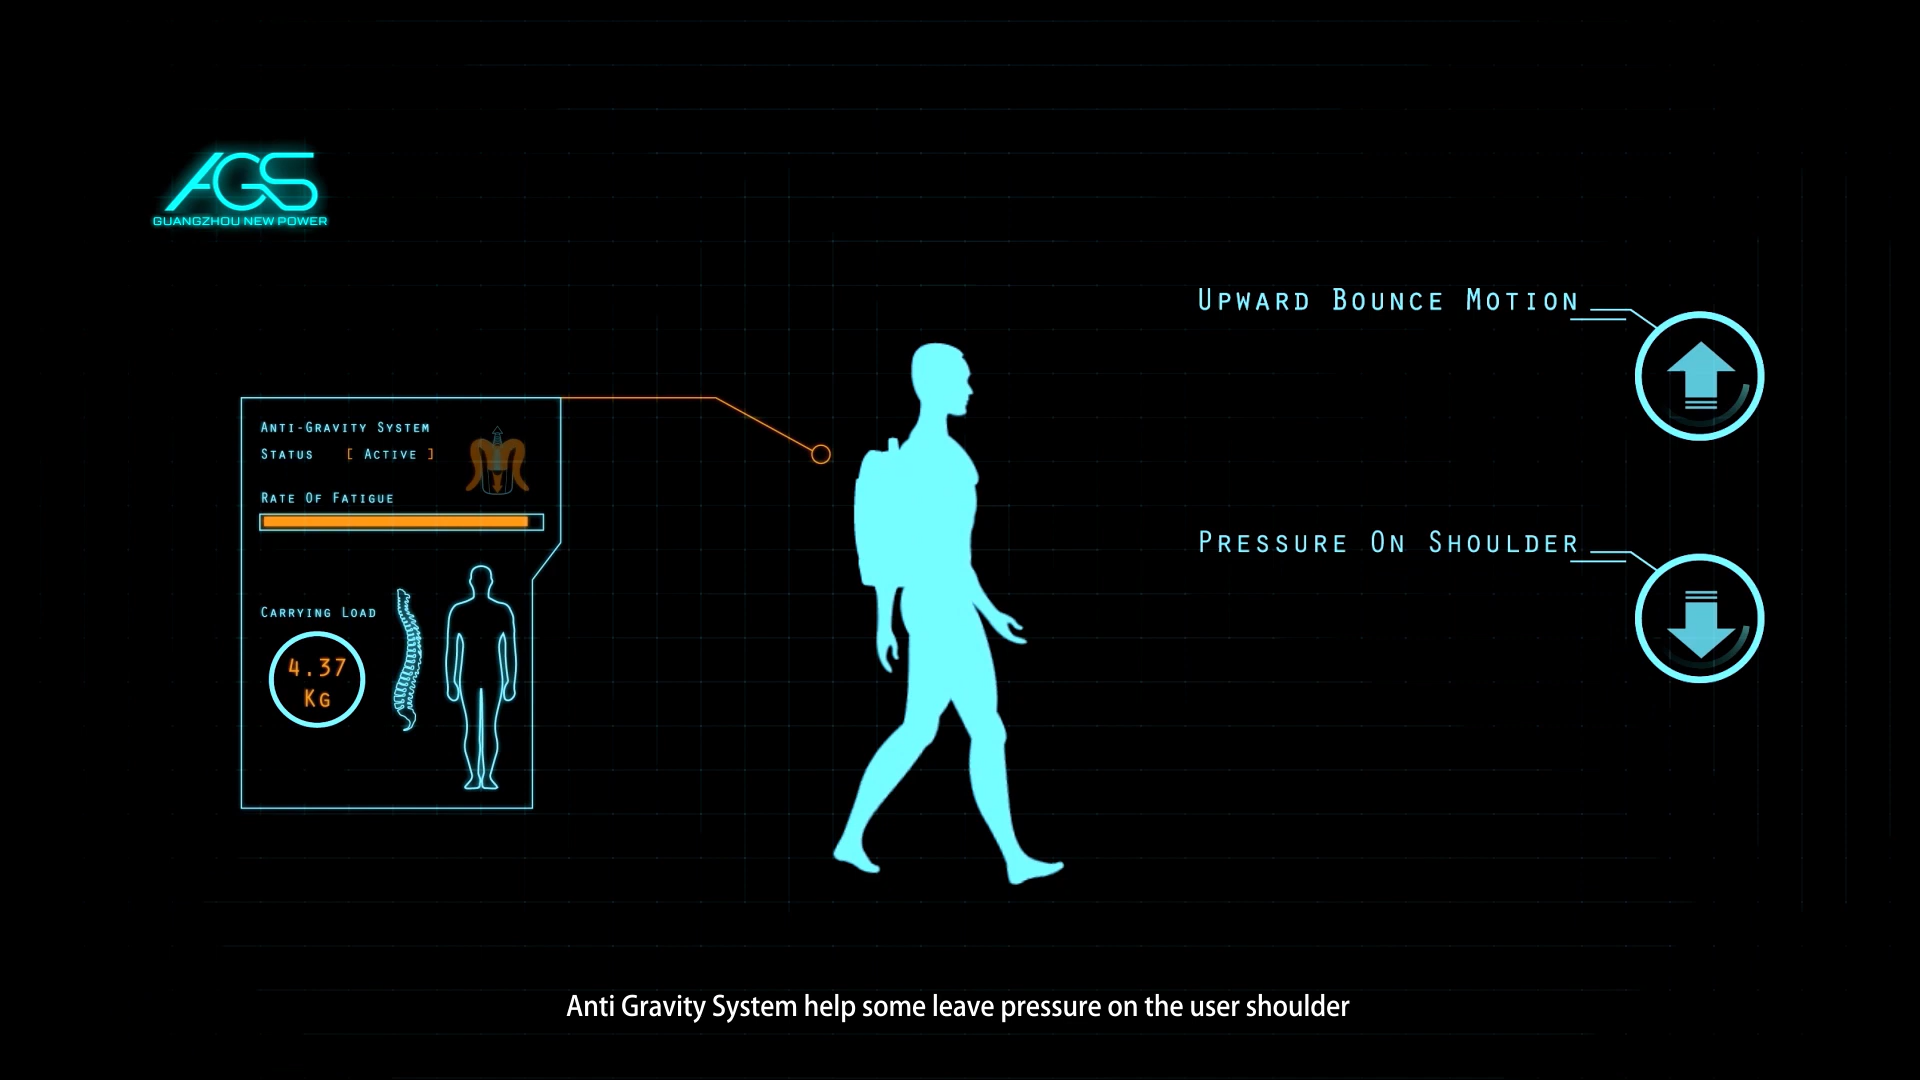 AGS
GUANGZHOU NEW POWER
UPWARD BOUNCE MOTION
ANTI-GRAVITY SYSTEM
STATUS [ ACTIVE ]
RATE OF FATIGUE
PRESSURE ON SHOULDER
CARRYING LOAD
4.37
KG
Anti Gravity System help some leave pressure on the user shoulder